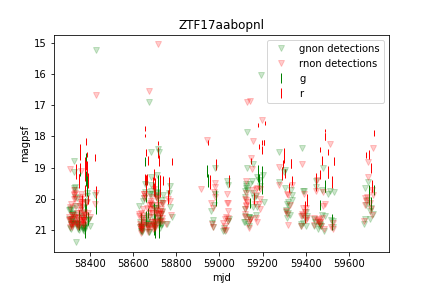 ZTF17aabopnl
15
16
17
18
19
20
21
magpsf
gnon detections
rnon detections
g
r
58400 58600 58800 59000 59200 59400 59600
mjd